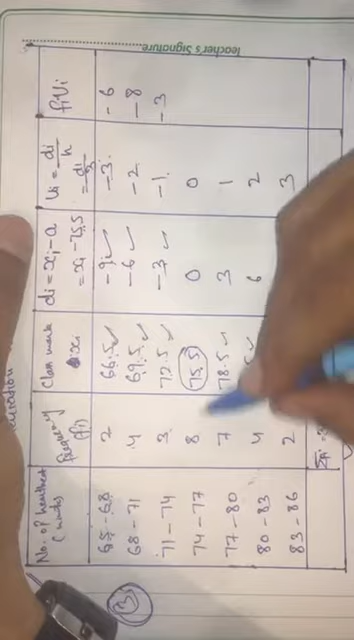 Teacher's Signature
No. of heartbeat Frequency Class mark di = xi - a Ui = di/h fiUi
(fi) xi = xi - 75.5 = di/3
65 - 68 2 66.5 -9 -3 -6
68 - 71 4 69.5 -6 -2 -8
71 - 74 3 72.5 -3 -1 -3
74 - 77 8 75.5 0 0
77 - 80 7 78.5 3 1
80 - 83 4 6 2
83 - 86 2 3